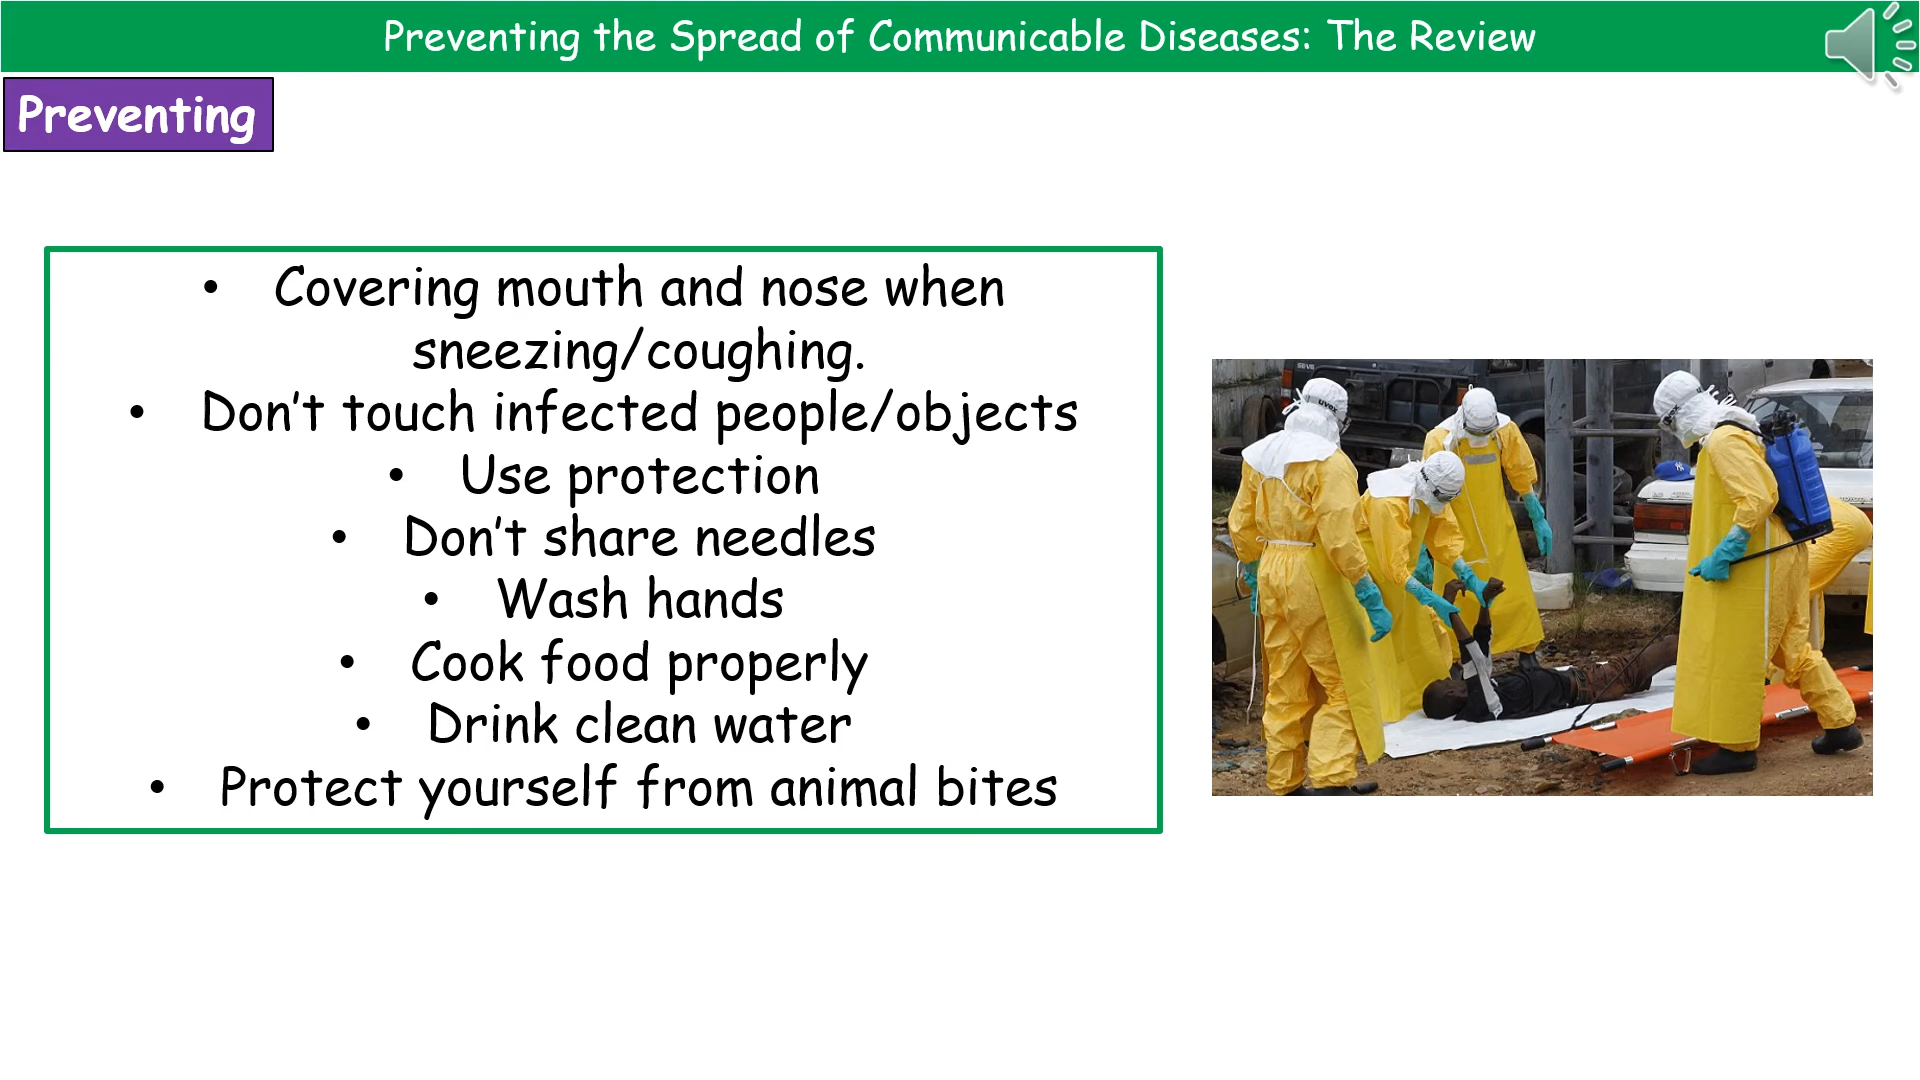 Preventing the Spread of Communicable Diseases: The Review
Preventing
• Covering mouth and nose when
sneezing/coughing.
• Don’t touch infected people/objects
• Use protection
• Don’t share needles
• Wash hands
• Cook food properly
• Drink clean water
• Protect yourself from animal bites
uvex